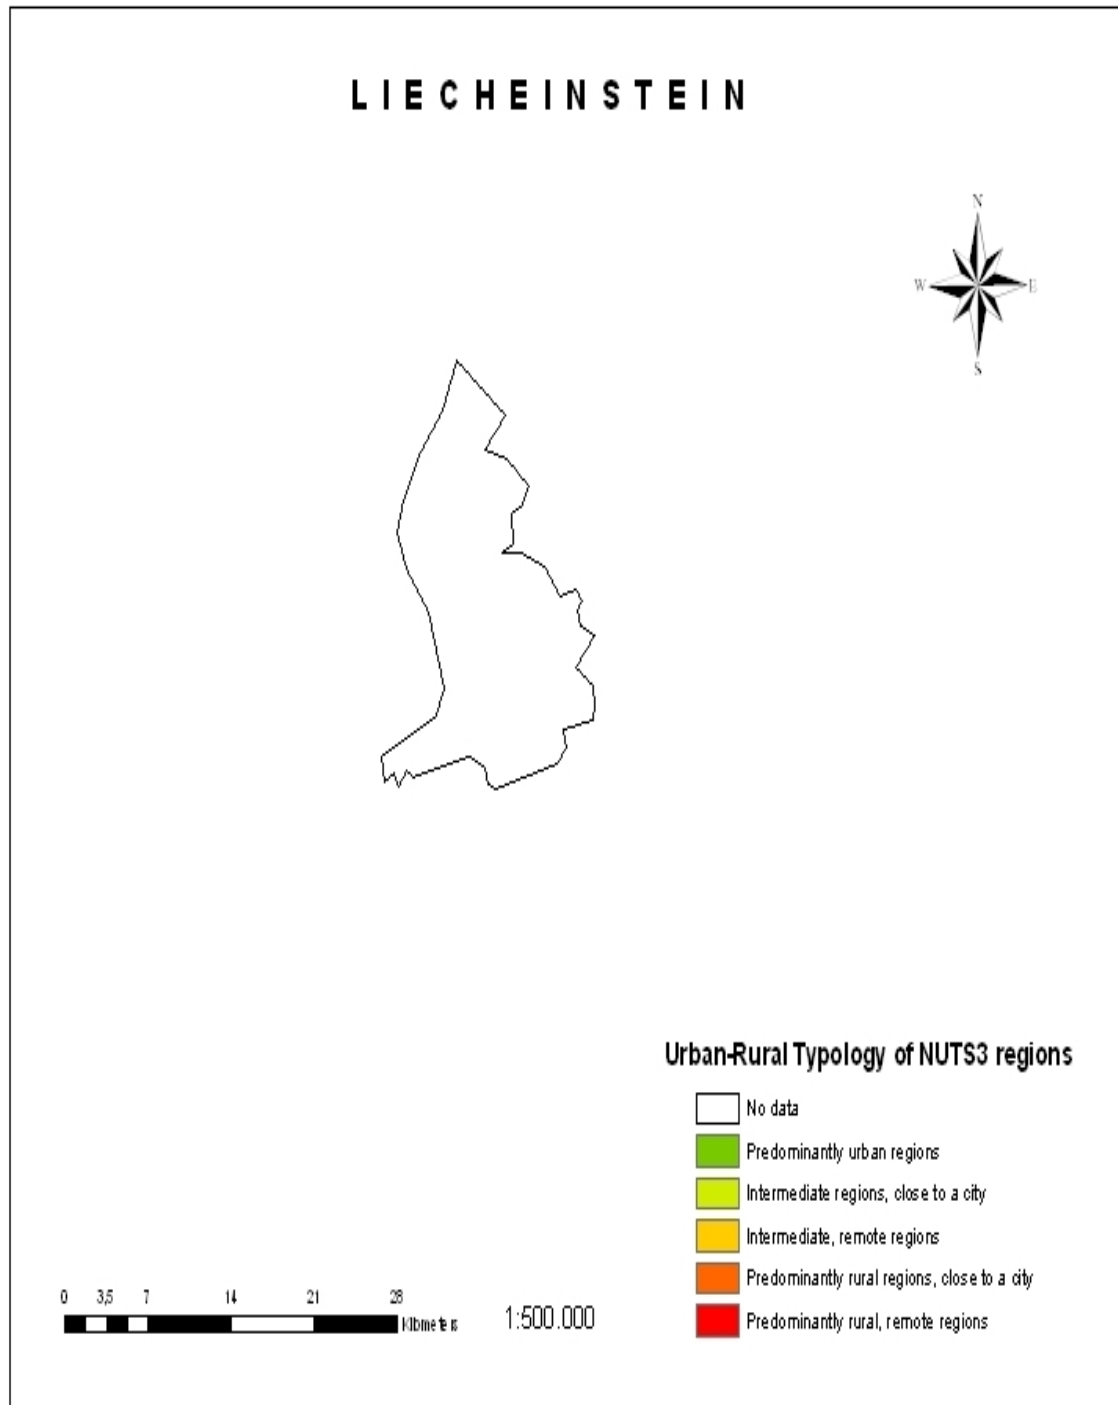 LIECHEINSTEIN
N
W E
S
Urban-Rural Typology of NUTS3 regions
No data
Predominantly urban regions
Intermediate regions, close to a city
Intermediate, remote regions
Predominantly rural regions, close to a city
Predominantly rural, remote regions
0 3,5 7 14 21 28
Kilometers
1:500.000